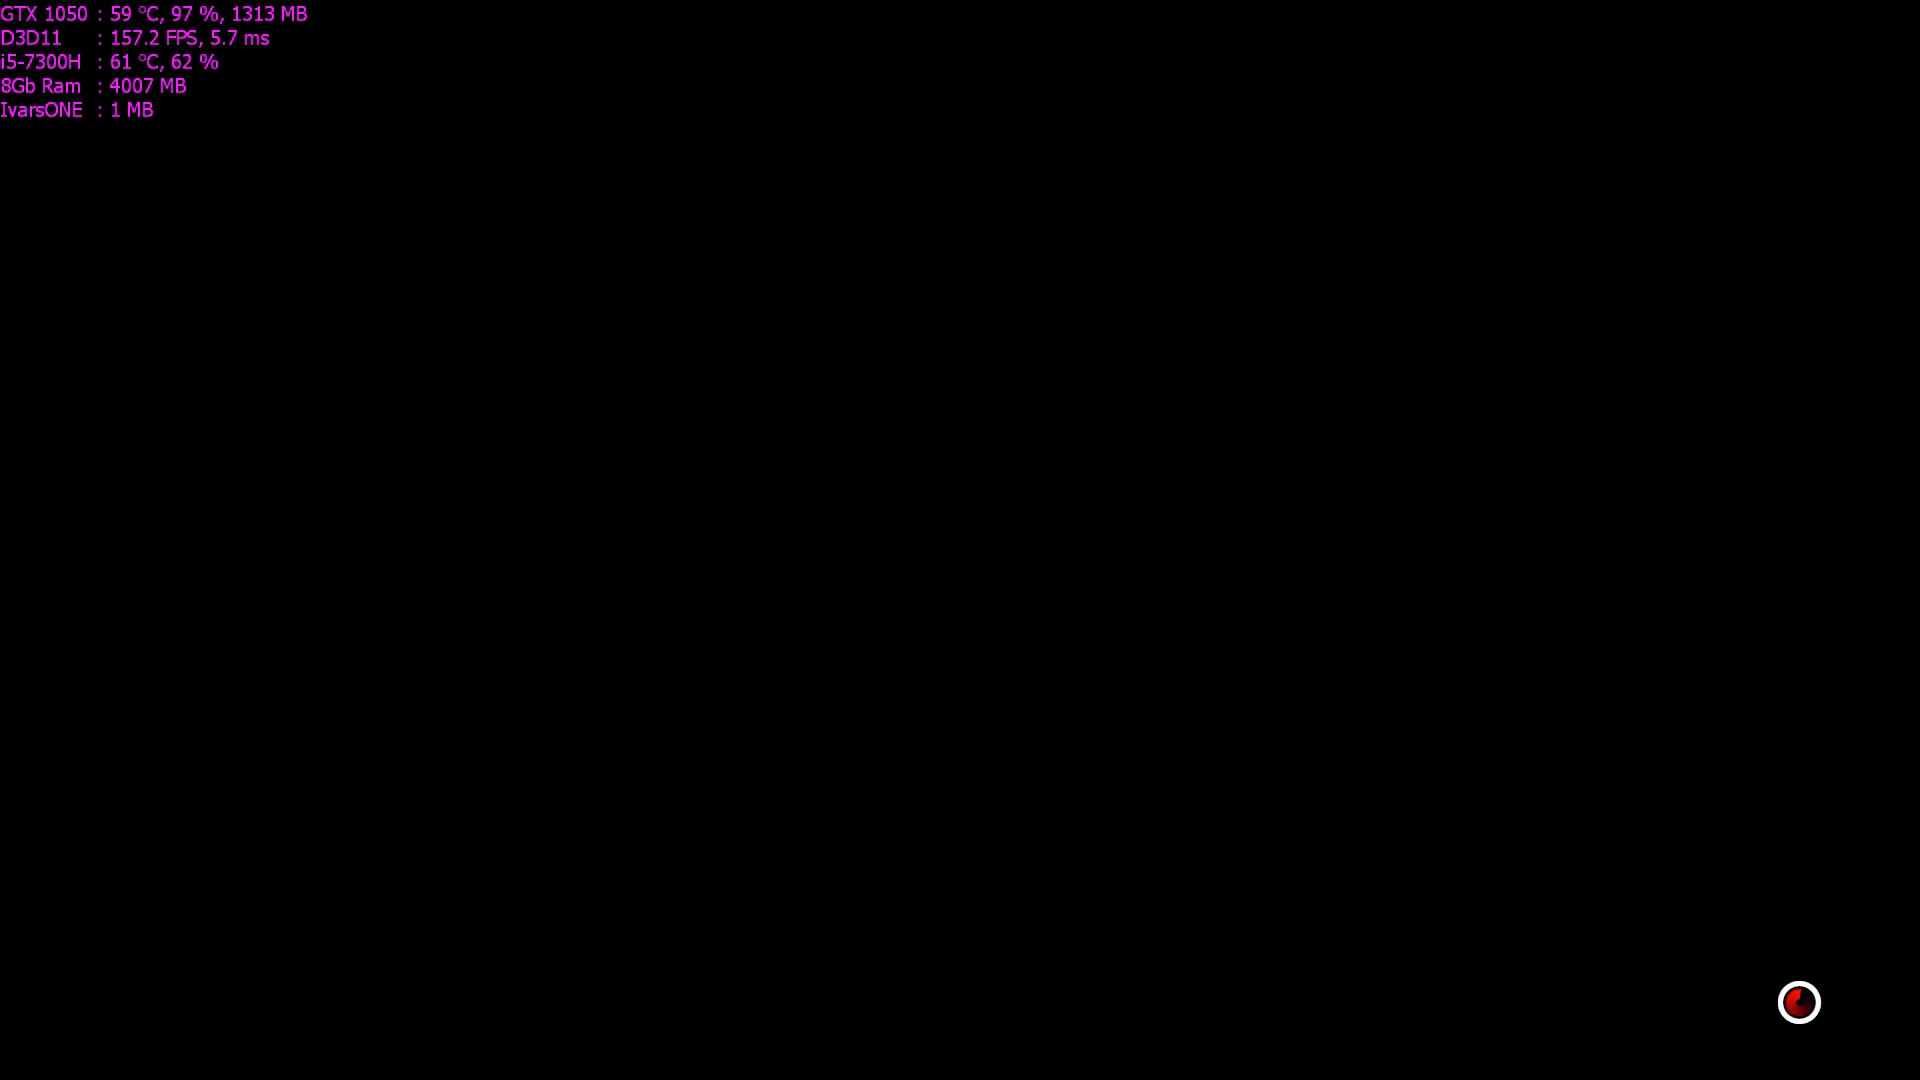 GTX 1050 : 59 °C, 97 %, 1313 MB
D3D11 : 157.2 FPS, 5.7 ms
i5-7300H : 61 °C, 62 %
8Gb Ram : 4007 MB
IvarsONE : 1 MB